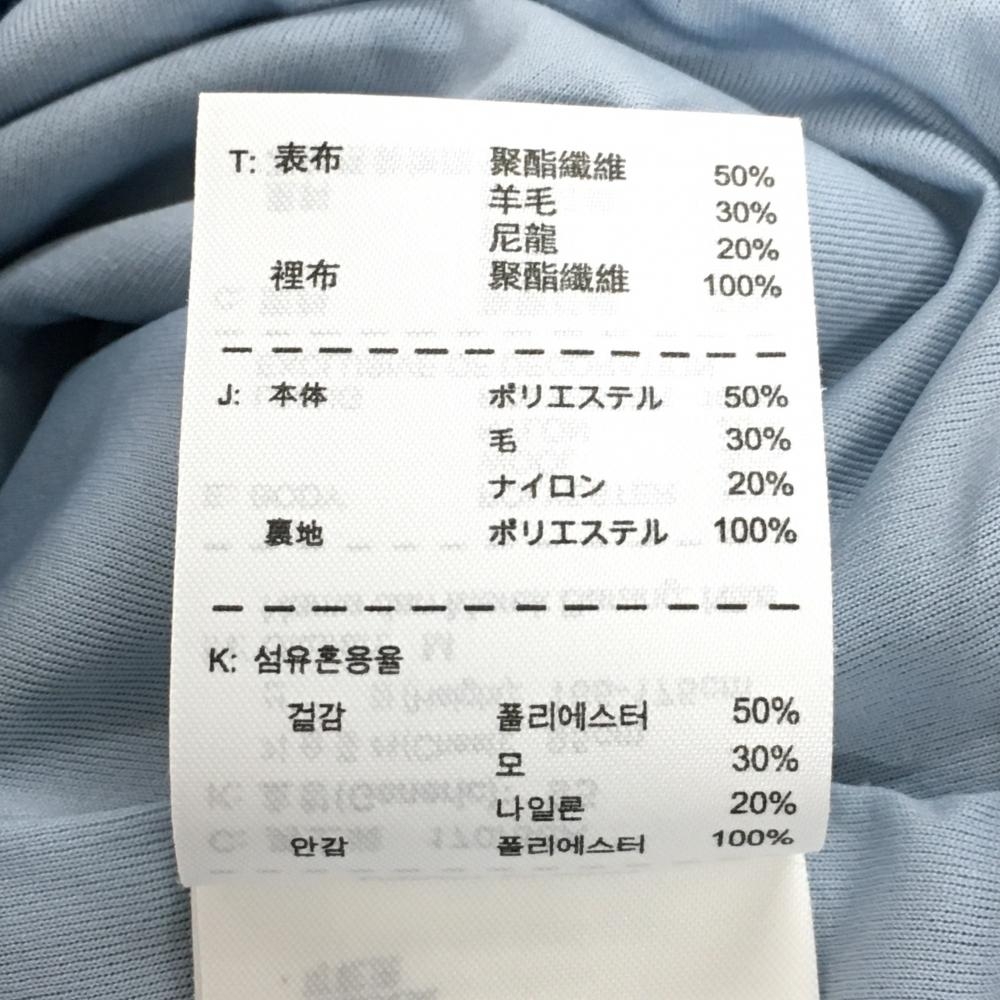 T: 表布 聚酯纖維 50%
羊毛 30%
尼龍 20%
裡布 聚酯纖維 100%
J: 本体 ポリエステル 50%
毛 30%
ナイロン 20%
裏地 ポリエステル 100%
K: 섬유혼용율
겉감 폴리에스터 50%
모 30%
나일론 20%
안감 폴리에스터 100%